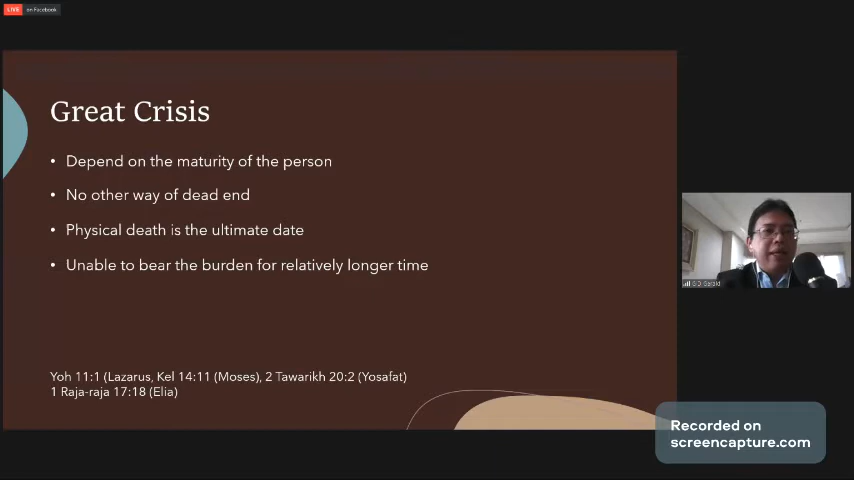 LIVE on Facebook
Great Crisis
• Depend on the maturity of the person
• No other way of dead end
• Physical death is the ultimate date
• Unable to bear the burden for relatively longer time
Yoh 11:1 (Lazarus, Kel 14:11 (Moses), 2 Tawarikh 20:2 (Yosafat)
1 Raja-raja 17:18 (Elia)
Recorded on
screencapture.com